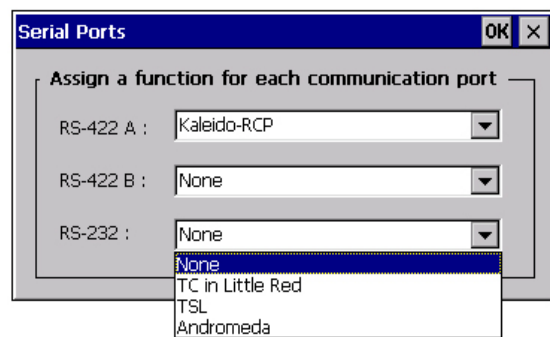 Serial Ports OK
Assign a function for each communication port
RS-422 A : Kaleido-RCP
RS-422 B : None
RS-232 : None
None
TC in Little Red
TSL
Andromeda